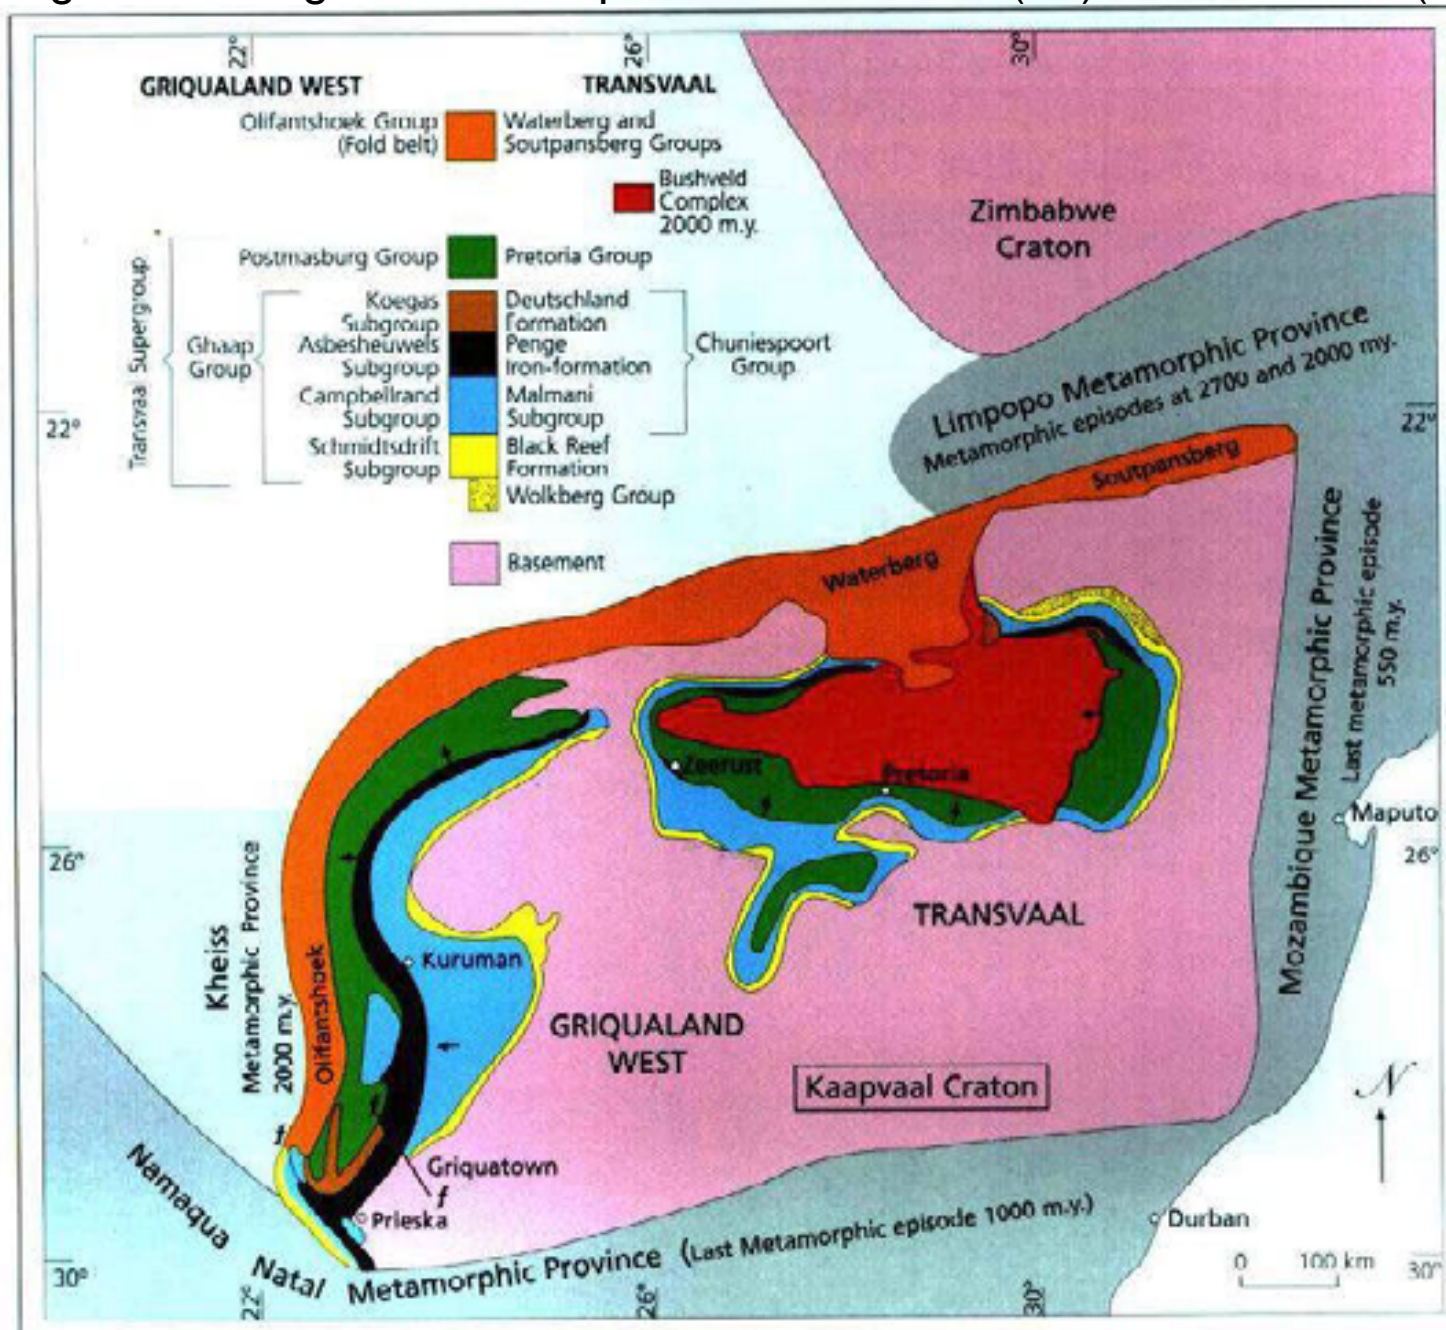 22°
26°
30°
GRIQUALAND WEST
TRANSVAAL
Olifantshoek Group
(Fold belt)
Waterberg and
Soutpansberg Groups
Bushveld
Complex
2000 m.y.
Transvaal Supergroup
Postmasburg Group
Pretoria Group
Ghaap
Group
Koegas
Subgroup
Deutschland
Formation
Asbesheuwels
Subgroup
Penge
Iron-formation
Chuniespoort
Group
Campbellrand
Subgroup
Malmani
Subgroup
Schmidtsdrift
Subgroup
Black Reef
Formation
Wolkberg Group
Basement
Zimbabwe
Craton
Limpopo Metamorphic Province
Metamorphic episodes at 2700 and 2000 my.
22°
22°
Soutpansberg
Waterberg
Mozambique Metamorphic Province
Last metamorphic episode
550 m.y.
Zeerust
Pretoria
Maputo
26°
26°
TRANSVAAL
Kheiss
Metamorphic Province
2000 m.y.
Olifantshoek
Kuruman
GRIQUALAND
WEST
Kaapvaal Craton
N
f
f
Griquatown
f
Prieska
Namaqua Natal Metamorphic Province (Last Metamorphic episode 1000 m.y.)
Durban
0 100 km
30°
30°
22°
26°
30°